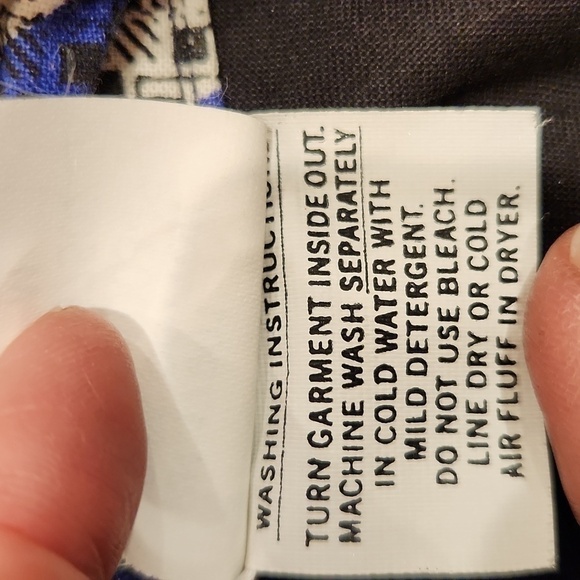 WASHING INSTRUCTIONS
TURN GARMENT INSIDE OUT.
MACHINE WASH SEPARATELY
IN COLD WATER WITH
MILD DETERGENT.
DO NOT USE BLEACH.
LINE DRY OR COLD
AIR FLUFF IN DRYER.